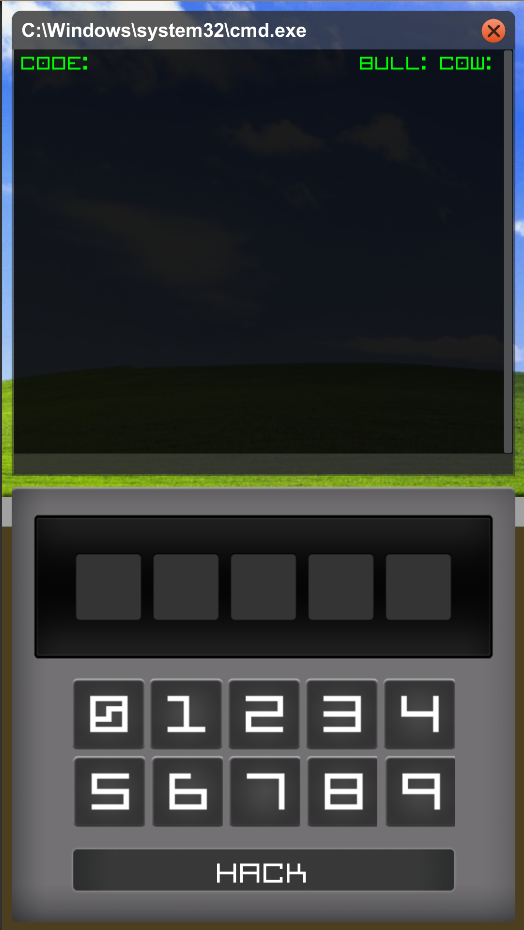 C:\Windows\system32\cmd.exe
CODE: BULL: COW:
0 1 2 3 4
5 6 7 8 9
HACK